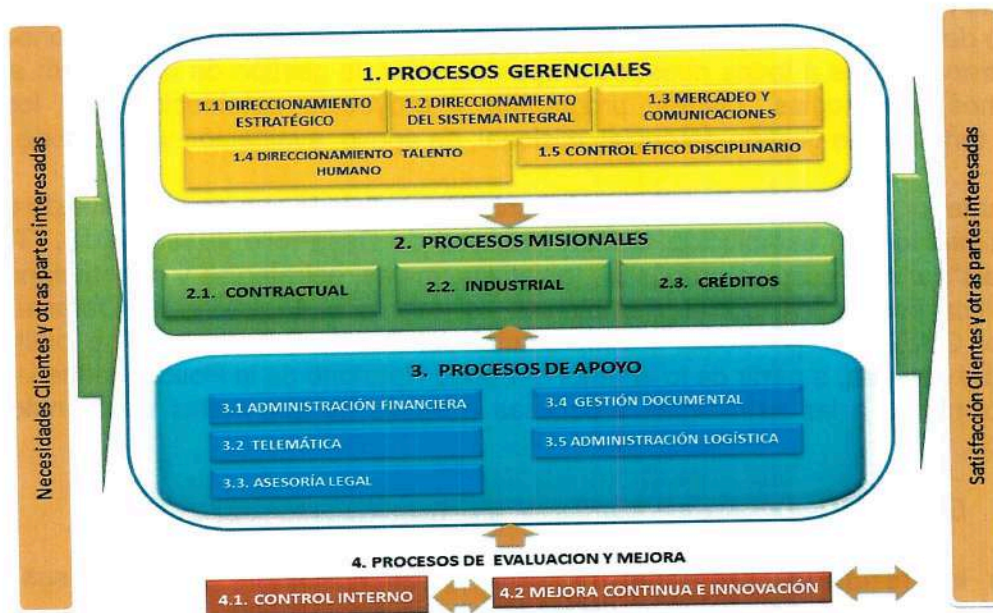 Necesidades Clientes y otras partes interesadas
1. PROCESOS GERENCIALES
1.1 DIRECCIONAMIENTO
ESTRATÉGICO
1.2 DIRECCIONAMIENTO
DEL SISTEMA INTEGRAL
1.3 MERCADEO Y
COMUNICACIONES
1.4 DIRECCIONAMIENTO TALENTO
HUMANO
1.5 CONTROL ÉTICO DISCIPLINARIO
2. PROCESOS MISIONALES
2.1. CONTRACTUAL
2.2. INDUSTRIAL
2.3. CRÉDITOS
3. PROCESOS DE APOYO
3.1 ADMINISTRACIÓN FINANCIERA
3.2 TELEMÁTICA
3.3. ASESORÍA LEGAL
3.4 GESTIÓN DOCUMENTAL
3.5 ADMINISTRACIÓN LOGÍSTICA
4. PROCESOS DE EVALUACION Y MEJORA
4.1. CONTROL INTERNO
4.2 MEJORA CONTINUA E INNOVACIÓN
Satisfacción Clientes y otras partes interesadas